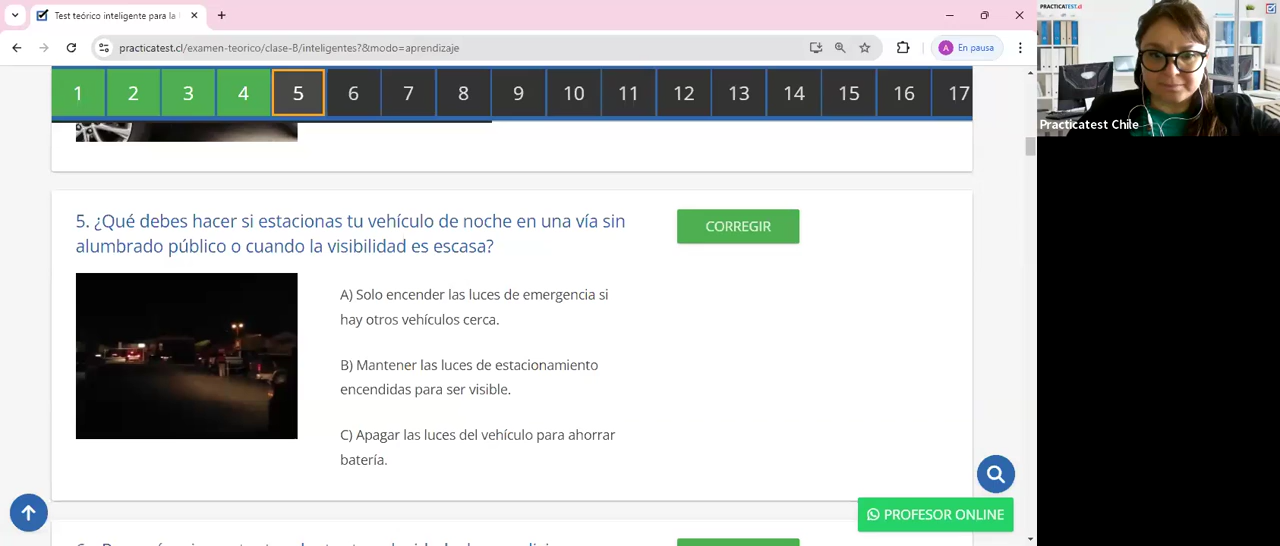 Test teórico inteligente para la
practicatest.cl/examen-teorico/clase-B/inteligentes?&modo=aprendizaje
A En pausa
PRACTICATEST.cl
1 2 3 4 5 6 7 8 9 10 11 12 13 14 15 16 17
Practicatest Chile
5. ¿Qué debes hacer si estacionas tu vehículo de noche en una vía sin
alumbrado público o cuando la visibilidad es escasa?
CORREGIR
A) Solo encender las luces de emergencia si
hay otros vehículos cerca.
B) Mantener las luces de estacionamiento
encendidas para ser visible.
C) Apagar las luces del vehículo para ahorrar
batería.
PROFESOR ONLINE